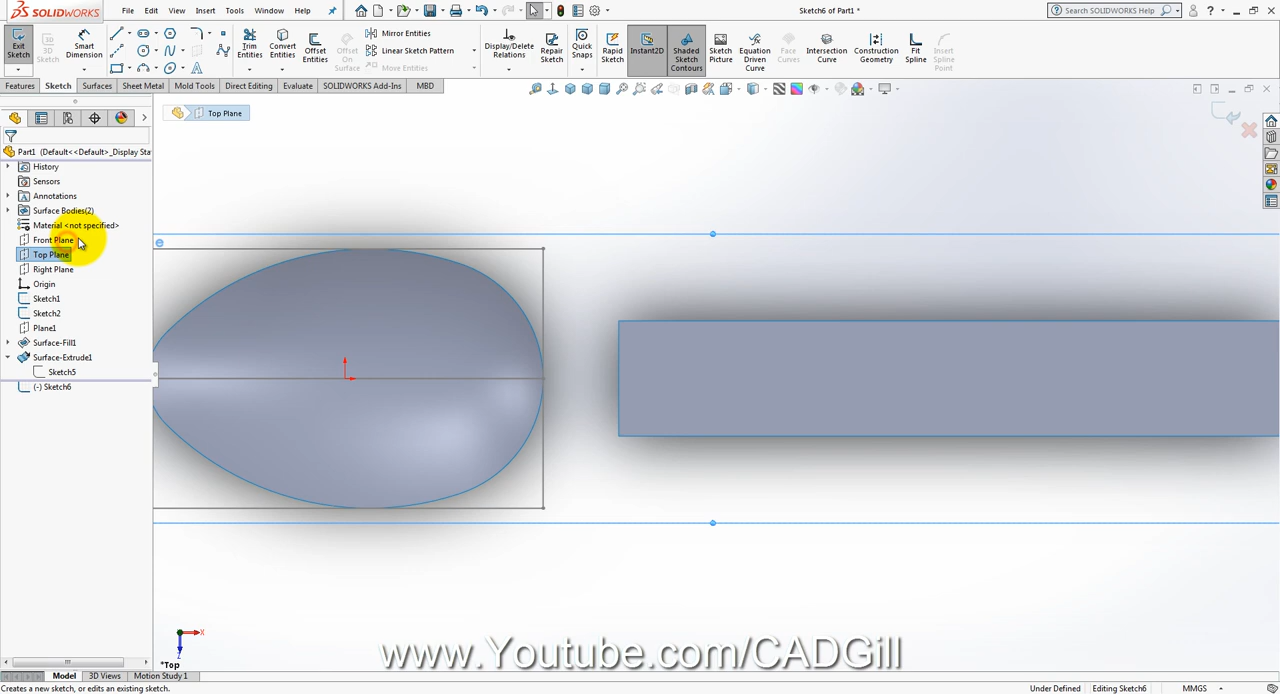 SOLIDWORKS File Edit View Insert Tools Window Help Sketch6 of Part1 * Search SOLIDWORKS Help
Exit Sketch 3D Sketch Smart Dimension Trim Entities Convert Entities Offset Entities Offset On Surface Mirror Entities Linear Sketch Pattern Move Entities Display/Delete Relations Repair Sketch Quick Snaps Rapid Sketch Instant2D Shaded Sketch Contours Sketch Picture Equation Driven Curve Face Curves Intersection Curve Construction Geometry Fit Spline Insert Spline Point
Features Sketch Surfaces Sheet Metal Mold Tools Direct Editing Evaluate SOLIDWORKS Add-Ins MBD
Top Plane
Part1 (Default<<Default>_Display Sta
History
Sensors
Annotations
Surface Bodies(2)
Material <not specified>
Front Plane
Top Plane
Right Plane
Origin
Sketch1
Sketch2
Plane1
Surface-Fill1
Surface-Extrude1
Sketch5
(-) Sketch6
X
*Top
www.Youtube.com/CADGill
Model 3D Views Motion Study 1
Creates a new sketch, or edits an existing sketch. Under Defined Editing Sketch6 MMGS